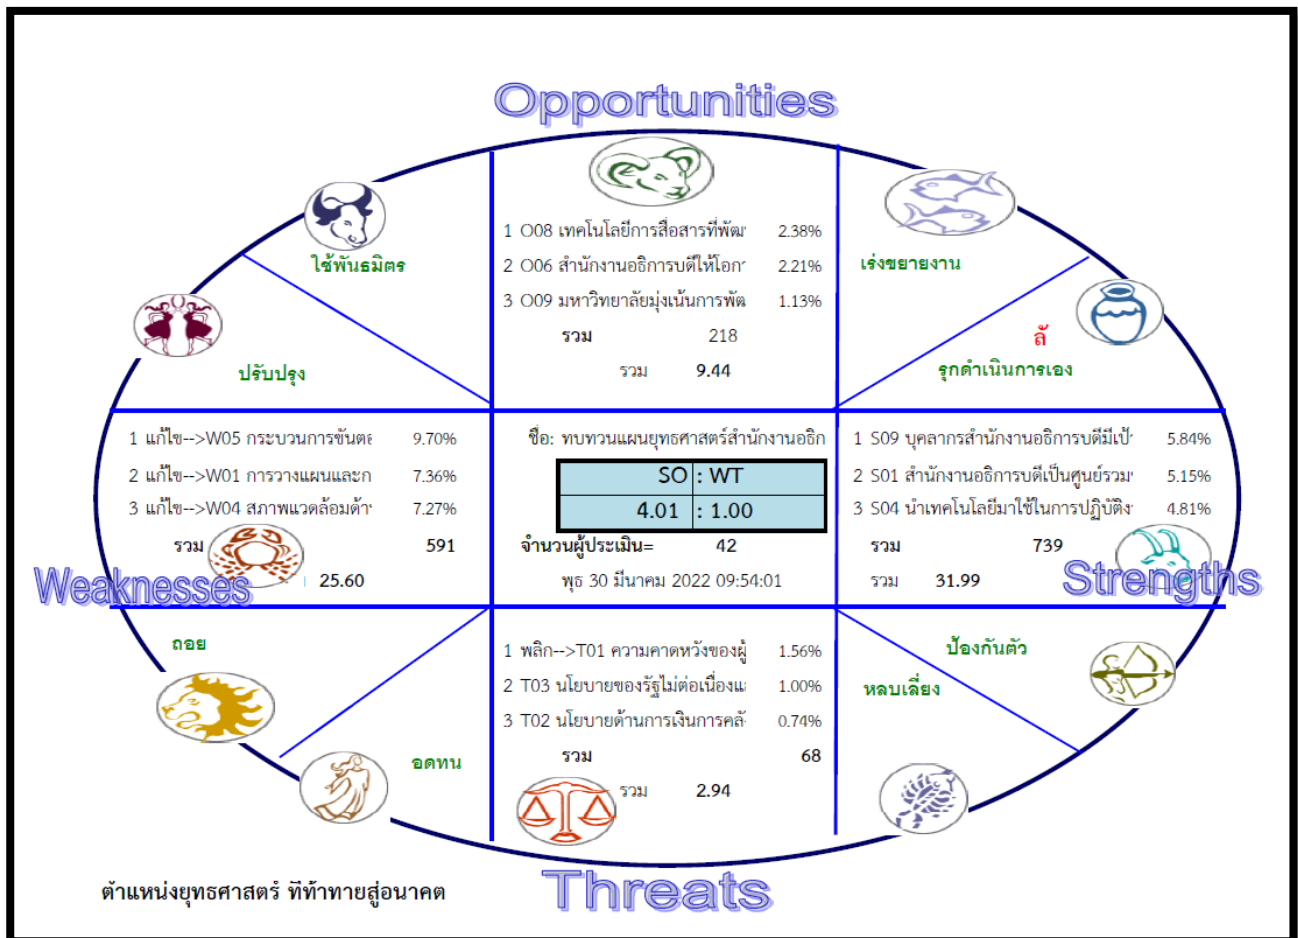 Opportunities
1 O08 เทคโนโลยีการสื่อสารที่พัฒ 2.38%
2 O06 สำนักงานอธิการบดีให้โอก 2.21%
3 O09 มหาวิทยาลัยมุ่งเน้นการพัฒ 1.13%
รวม 218
รวม 9.44
ใช้พันธมิตร
เร่งขยายงาน
ปรับปรุง
ลั
รุกดำเนินการเอง
1 แก้ไข-->W05 กระบวนการขันตอ 9.70%
2 แก้ไข-->W01 การวางแผนและก 7.36%
3 แก้ไข-->W04 สภาพแวดล้อมด้า 7.27%
รวม 591
25.60
Weaknesses
ชื่อ: ทบทวนแผนยุทธศาสตร์สำนักงานอธิก
SO : WT
4.01 : 1.00
จำนวนผู้ประเมิน= 42
พุธ 30 มีนาคม 2022 09:54:01
1 S09 บุคลากรสำนักงานอธิการบดีมีเป้ 5.84%
2 S01 สำนักงานอธิการบดีเป็นศูนย์รวม 5.15%
3 S04 นำเทคโนโลยีมาใช้ในการปฏิบัติง 4.81%
รวม 739
รวม 31.99
Strengths
ถอย
อดทน
1 พลิก-->T01 ความคาดหวังของผู้ 1.56%
2 T03 นโยบายของรัฐไม่ต่อเนื่องแ 1.00%
3 T02 นโยบายด้านการเงินการคลั 0.74%
รวม 68
รวม 2.94
ป้องกันตัว
หลบเลี่ยง
Threats
ตำแหน่งยุทธศาสตร์ ที่ท้าทายสู่อนาคต